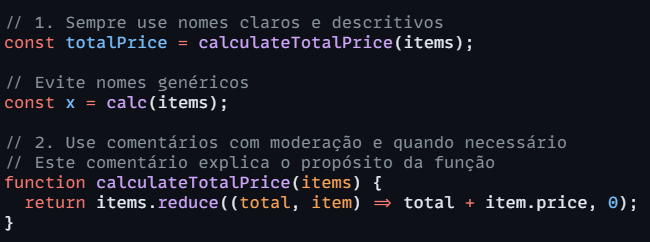 // 1. Sempre use nomes claros e descritivos
const totalPrice = calculateTotalPrice(items);
// Evite nomes genéricos
const x = calc(items);
// 2. Use comentários com moderação e quando necessário
// Este comentário explica o propósito da função
function calculateTotalPrice(items) {
  return items.reduce((total, item) => total + item.price, 0);
}